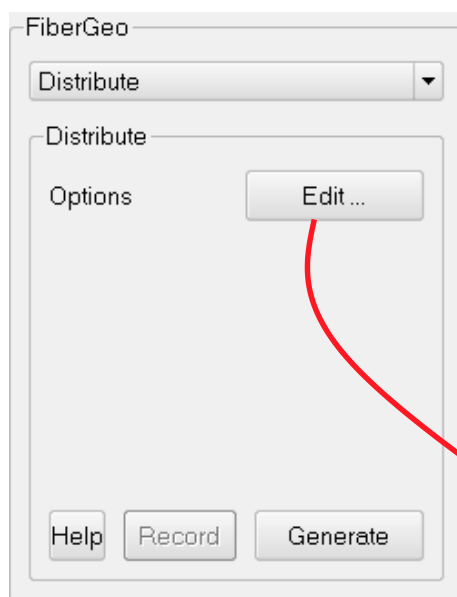 FiberGeo
Distribute
Distribute
Options Edit ...
Help Record Generate